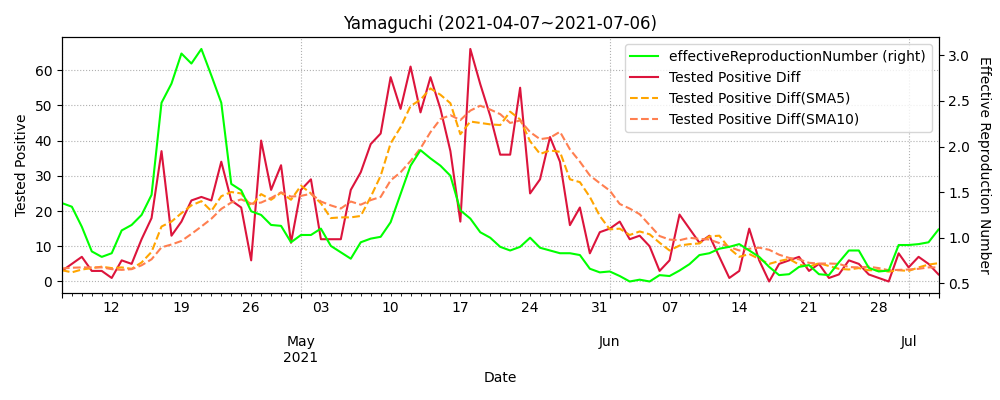 Yamaguchi (2021-04-07~2021-07-06)
effectiveReproductionNumber (right)
Tested Positive Diff
Tested Positive Diff(SMA5)
Tested Positive Diff(SMA10)
Tested Positive
60
50
40
30
20
10
0
3.0
2.5
2.0
1.5
1.0
0.5
Effective Reproduction Number
12 19 26 03 10 17 24 31 07 14 21 28
May Jun Jul
2021
Date